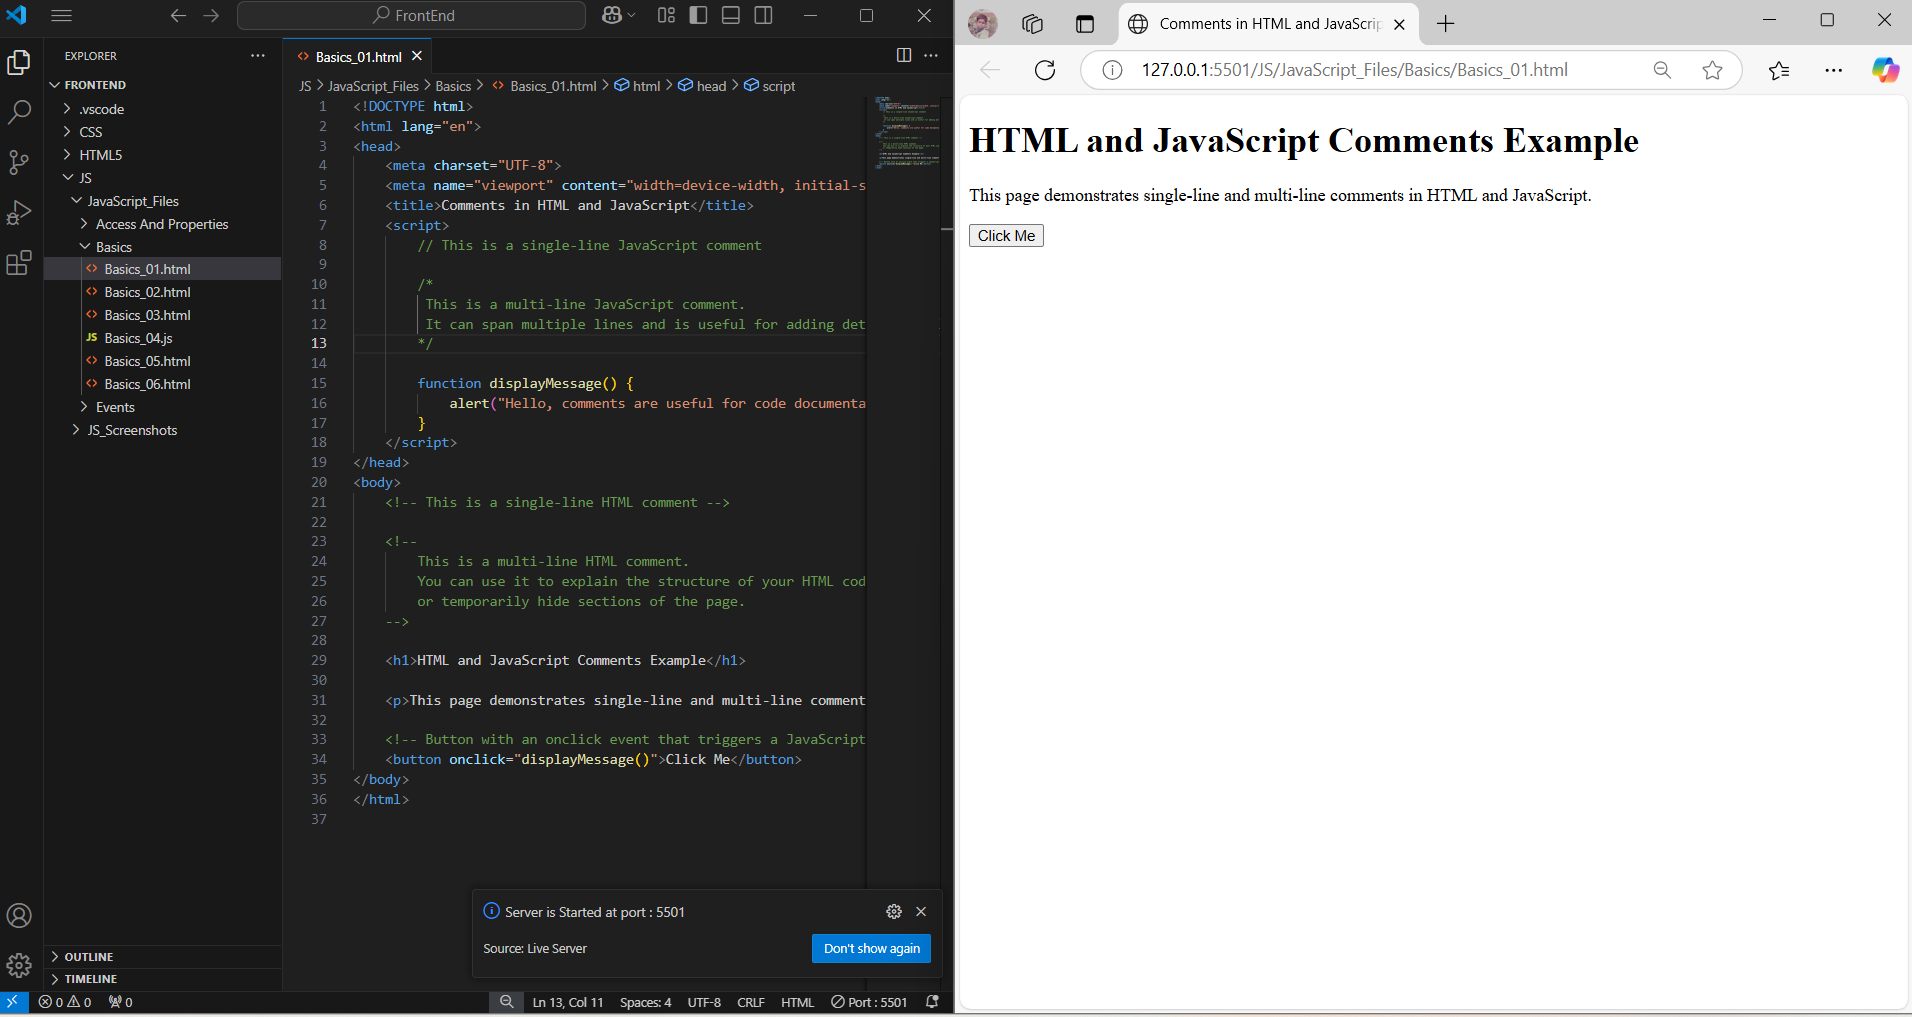 FrontEnd
EXPLORER
FRONTEND
.vscode
CSS
HTML5
JS
JavaScript_Files
Access And Properties
Basics
Basics_01.html
Basics_02.html
Basics_03.html
JS Basics_04.js
Basics_05.html
Basics_06.html
Events
JS_Screenshots
OUTLINE
TIMELINE
Basics_01.html
JS > JavaScript_Files > Basics > Basics_01.html > html > head > script
1 <!DOCTYPE html>
2 <html lang="en">
3 <head>
4 <meta charset="UTF-8">
5 <meta name="viewport" content="width=device-width, initial-s
6 <title>Comments in HTML and JavaScript</title>
7 <script>
8 // This is a single-line JavaScript comment
9
10 /*
11 This is a multi-line JavaScript comment.
12 It can span multiple lines and is useful for adding det
13 */
14
15 function displayMessage() {
16 alert("Hello, comments are useful for code documenta
17 }
18 </script>
19 </head>
20 <body>
21 <!-- This is a single-line HTML comment -->
22
23 <!--
24 This is a multi-line HTML comment.
25 You can use it to explain the structure of your HTML cod
26 or temporarily hide sections of the page.
27 -->
28
29 <h1>HTML and JavaScript Comments Example</h1>
30
31 <p>This page demonstrates single-line and multi-line comment
32
33 <!-- Button with an onclick event that triggers a JavaScript
34 <button onclick="displayMessage()">Click Me</button>
35 </body>
36 </html>
37
Server is Started at port : 5501
Source: Live Server
Don't show again
0 0 0
Ln 13, Col 11 Spaces: 4 UTF-8 CRLF HTML Port : 5501
Comments in HTML and JavaScrip
127.0.0.1:5501/JS/JavaScript_Files/Basics/Basics_01.html
HTML and JavaScript Comments Example
This page demonstrates single-line and multi-line comments in HTML and JavaScript.
Click Me